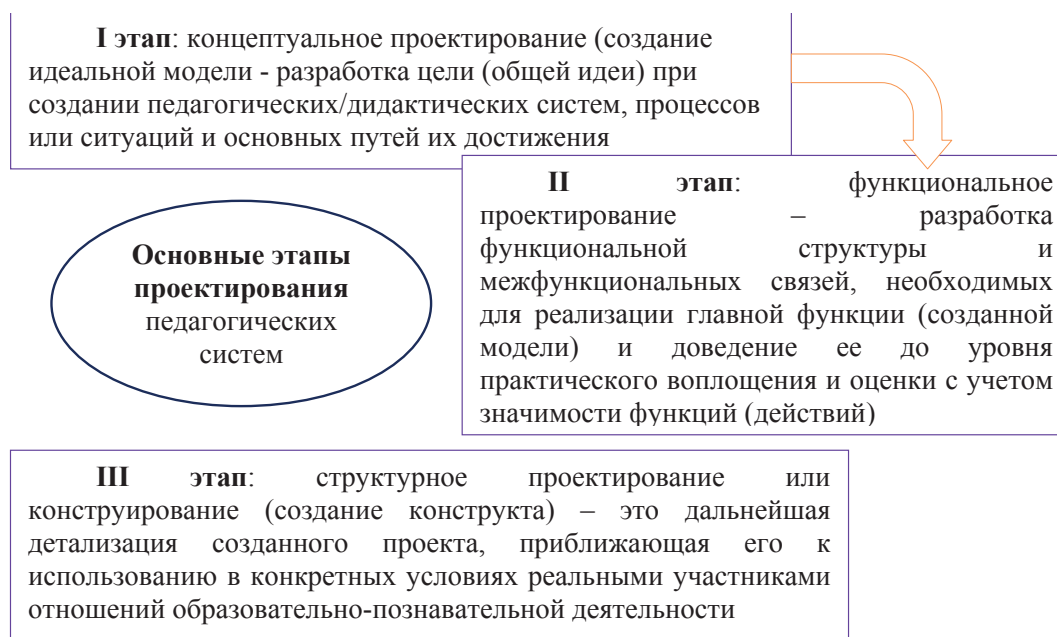 I этап: концептуальное проектирование (создание
идеальной модели - разработка цели (общей идеи) при
создании педагогических/дидактических систем, процессов
или ситуаций и основных путей их достижения
II этап: функциональное
проектирование – разработка
функциональной структуры и
межфункциональных связей, необходимых
для реализации главной функции (созданной
модели) и доведение ее до уровня
практического воплощения и оценки с учетом
значимости функций (действий)
Основные этапы
проектирования
педагогических
систем
III этап: структурное проектирование или
конструирование (создание конструкта) – это дальнейшая
детализация созданного проекта, приближающая его к
использованию в конкретных условиях реальными участниками
отношений образовательно-познавательной деятельности